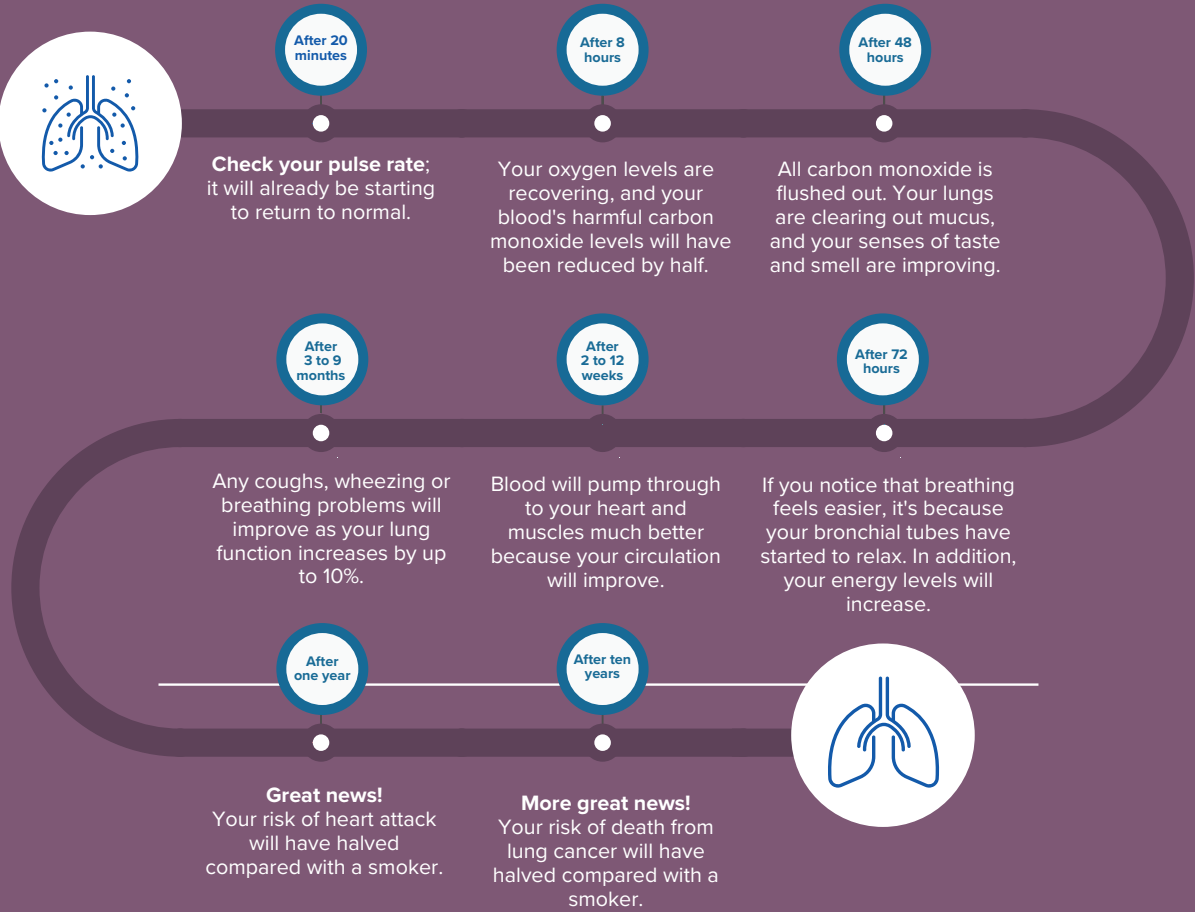 After 20
minutes
Check your pulse rate;
it will already be starting
to return to normal.
After 8
hours
Your oxygen levels are
recovering, and your
blood's harmful carbon
monoxide levels will have
been reduced by half.
After 48
hours
All carbon monoxide is
flushed out. Your lungs
are clearing out mucus,
and your senses of taste
and smell are improving.
After 72
hours
If you notice that breathing
feels easier, it's because
your bronchial tubes have
started to relax. In addition,
your energy levels will
increase.
After
2 to 12
weeks
Blood will pump through
to your heart and
muscles much better
because your circulation
will improve.
After
3 to 9
months
Any coughs, wheezing or
breathing problems will
improve as your lung
function increases by up
to 10%.
After
one year
Great news!
Your risk of heart attack
will have halved
compared with a smoker.
After ten
years
More great news!
Your risk of death from
lung cancer will have
halved compared with a
smoker.